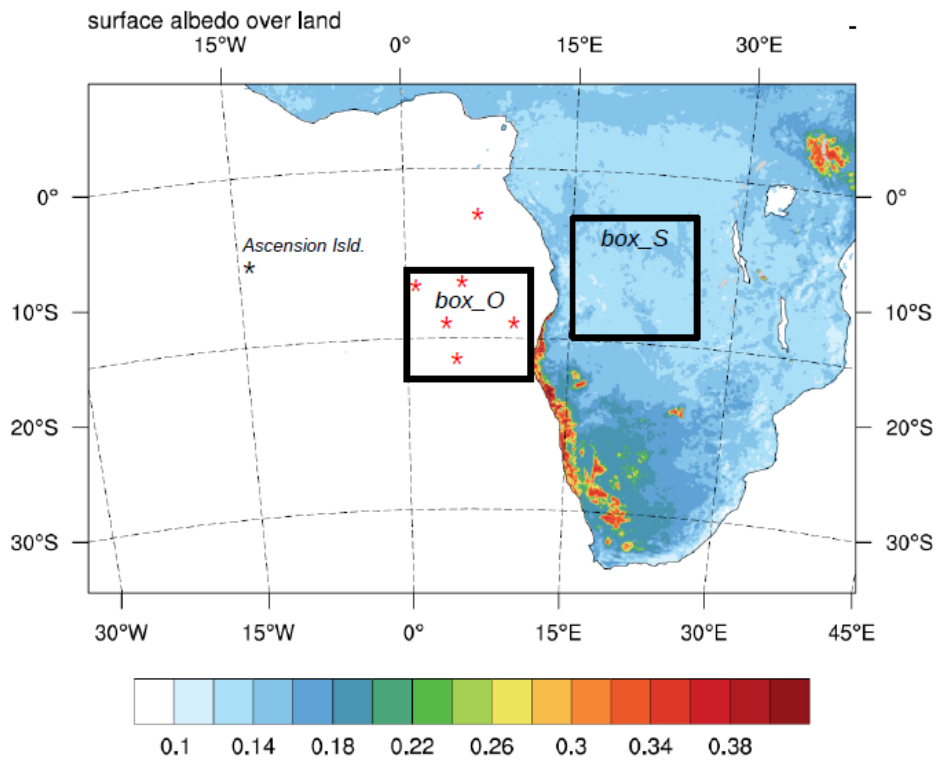 surface albedo over land
15°W 0° 15°E 30°E
0° 0°
Ascension Isld.
*
box_S
box_O
10°S 10°S
20°S 20°S
30°S 30°S
30°W 15°W 0° 15°E 30°E 45°E
0.1 0.14 0.18 0.22 0.26 0.3 0.34 0.38